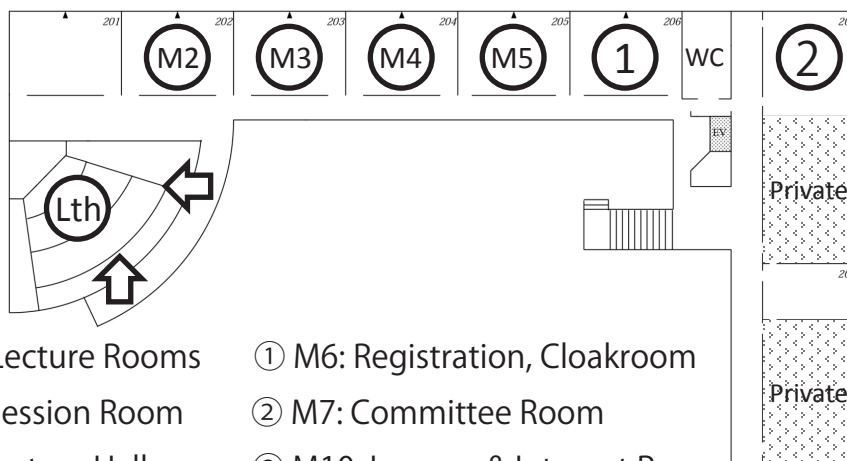 201 202 203 204 205 206
M2 M3 M4 M5 1 WC 2
EV
Private
Lth
Lecture Rooms ① M6: Registration, Cloakroom
Private
ession Room ② M7: Committee Room